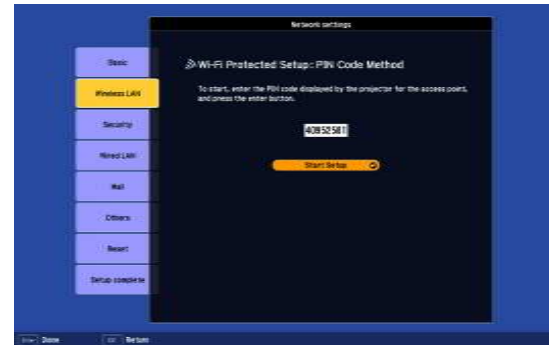 Network settings
Basic
Wireless LAN
Security
Wired LAN
Mail
Others
Reset
Setup complete
Wi-Fi Protected Setup: PIN Code Method
To start, enter the PIN code displayed by the projector for the access point,
and press the enter button.
40952581
Start Setup
Enter Done
ESC Return